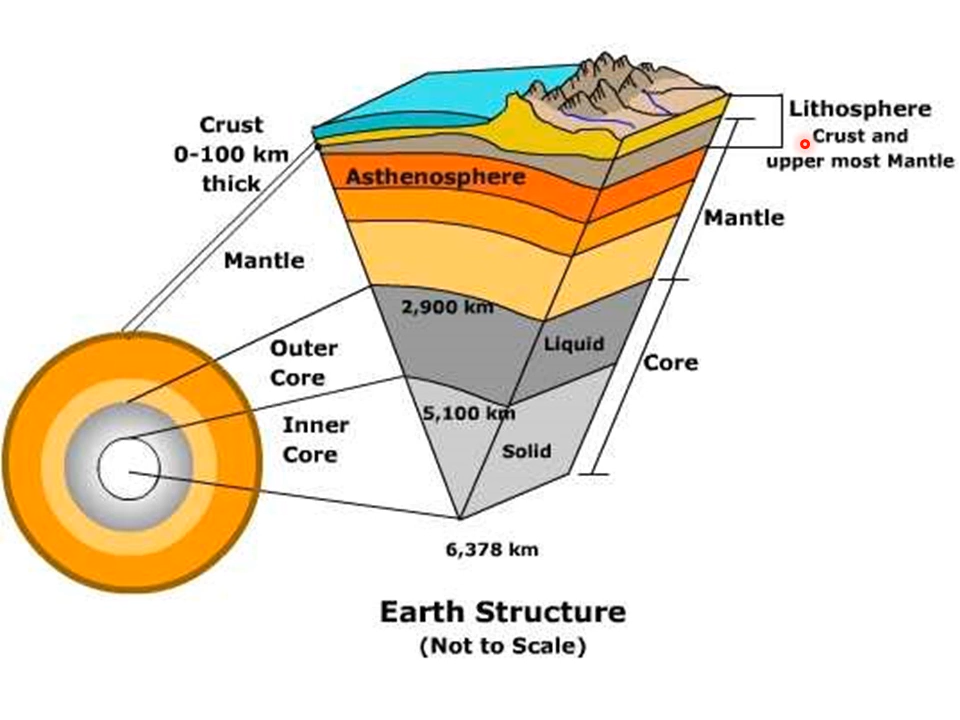 Lithosphere
Crust and
upper most Mantle
Crust
0-100 km
thick
Asthenosphere
Mantle
Mantle
2,900 km
Liquid
Outer
Core
Core
5,100 km
Inner
Core
Solid
6,378 km
Earth Structure
(Not to Scale)